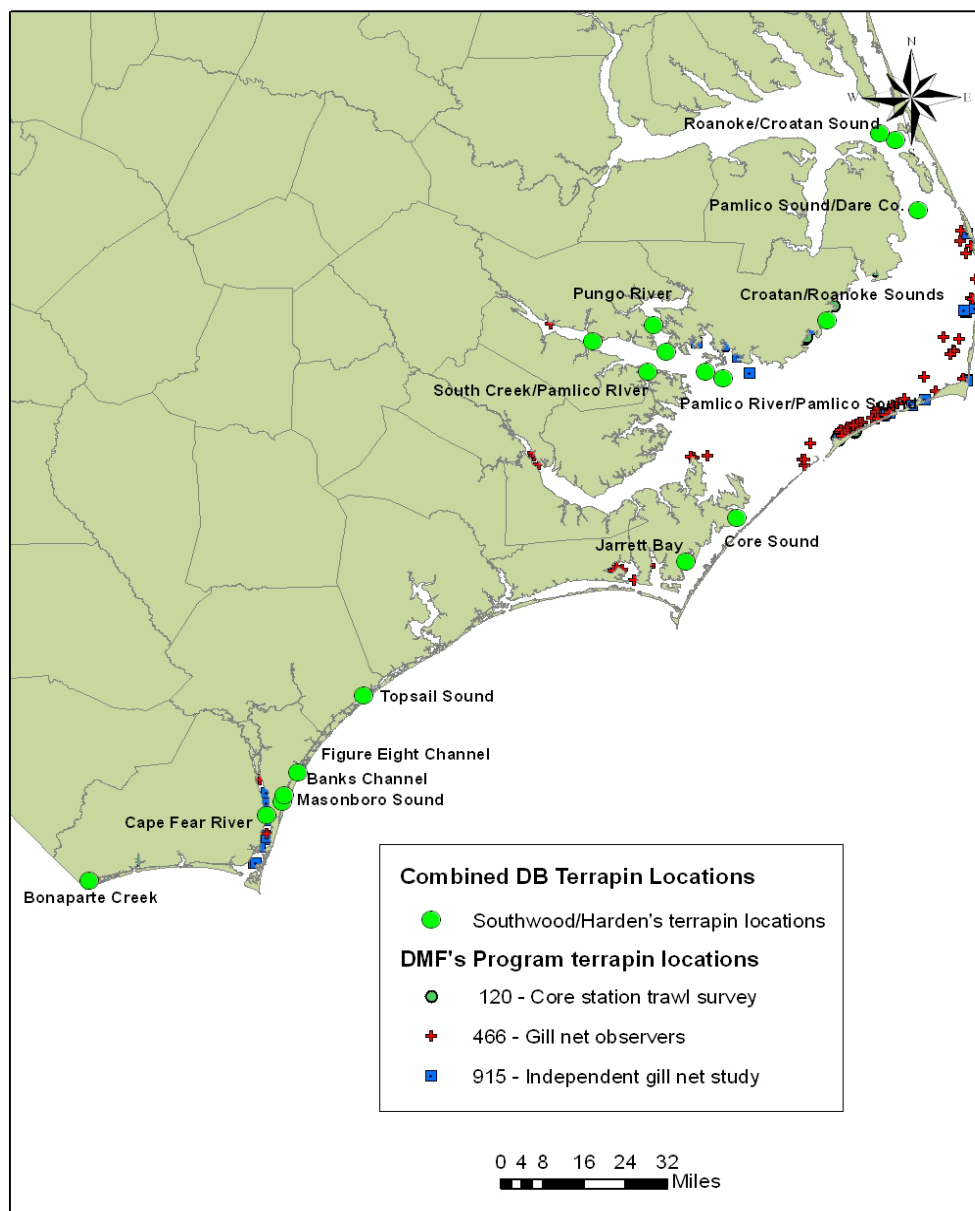 N
W E
S
Roanoke/Croatan Sound
Pamlico Sound/Dare Co.
Pungo River
Croatan/Roanoke Sounds
South Creek/Pamlico RIver
Pamlico River/Pamlico Sound
Jarrett Bay
Core Sound
Topsail Sound
Figure Eight Channel
Banks Channel
Masonboro Sound
Cape Fear River
Bonaparte Creek
Combined DB Terrapin Locations
Southwood/Harden's terrapin locations
DMF's Program terrapin locations
120 - Core station trawl survey
466 - Gill net observers
915 - Independent gill net study
0 4 8 16 24 32
Miles